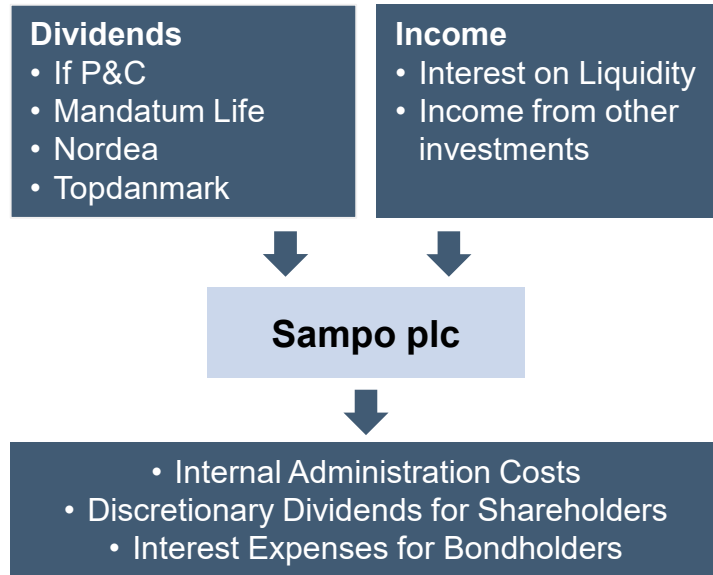 Dividends
• If P&C
• Mandatum Life
• Nordea
• Topdanmark
Income
• Interest on Liquidity
• Income from other
investments
Sampo plc
• Internal Administration Costs
• Discretionary Dividends for Shareholders
• Interest Expenses for Bondholders